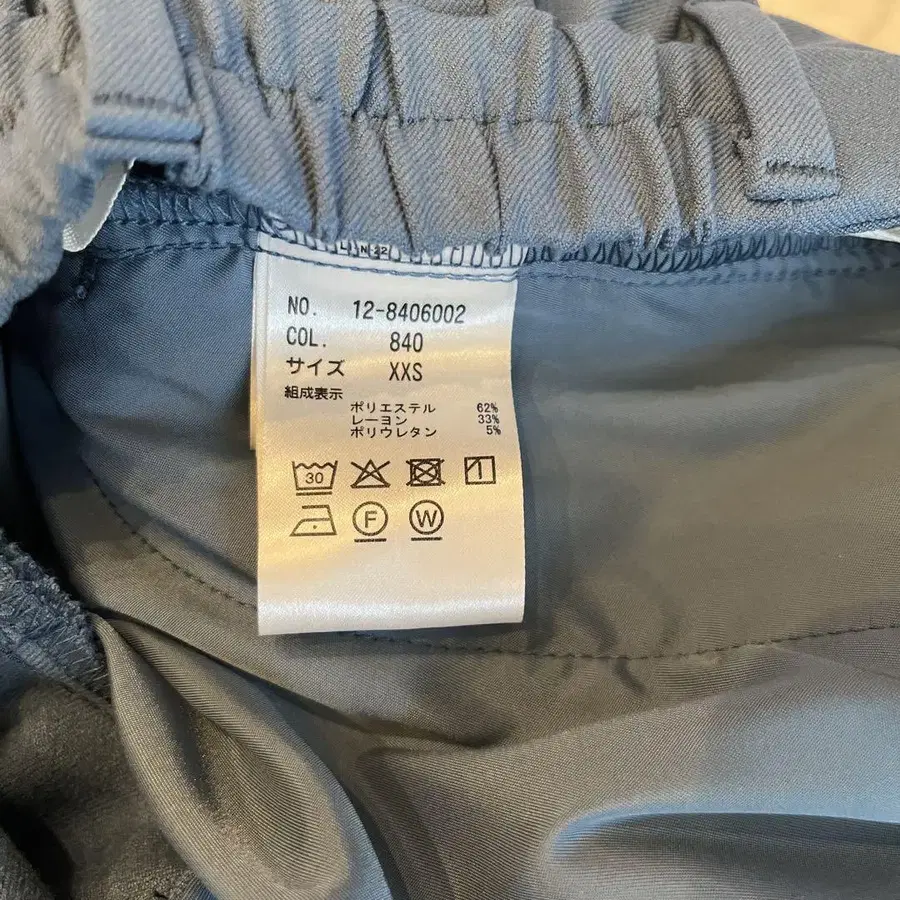 NO. 12-8406002
COL. 840
サイズ XXS
組成表示
ポリエステル 62%
レーヨン 33%
ポリウレタン 5%
30
F W